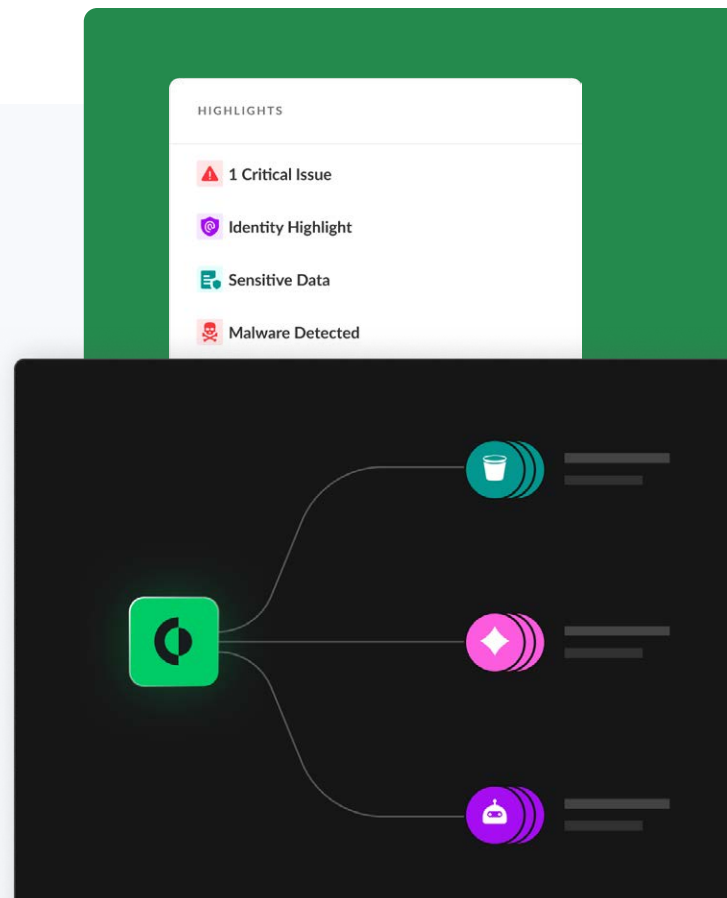 HIGHLIGHTS
1 Critical Issue
Identity Highlight
Sensitive Data
Malware Detected